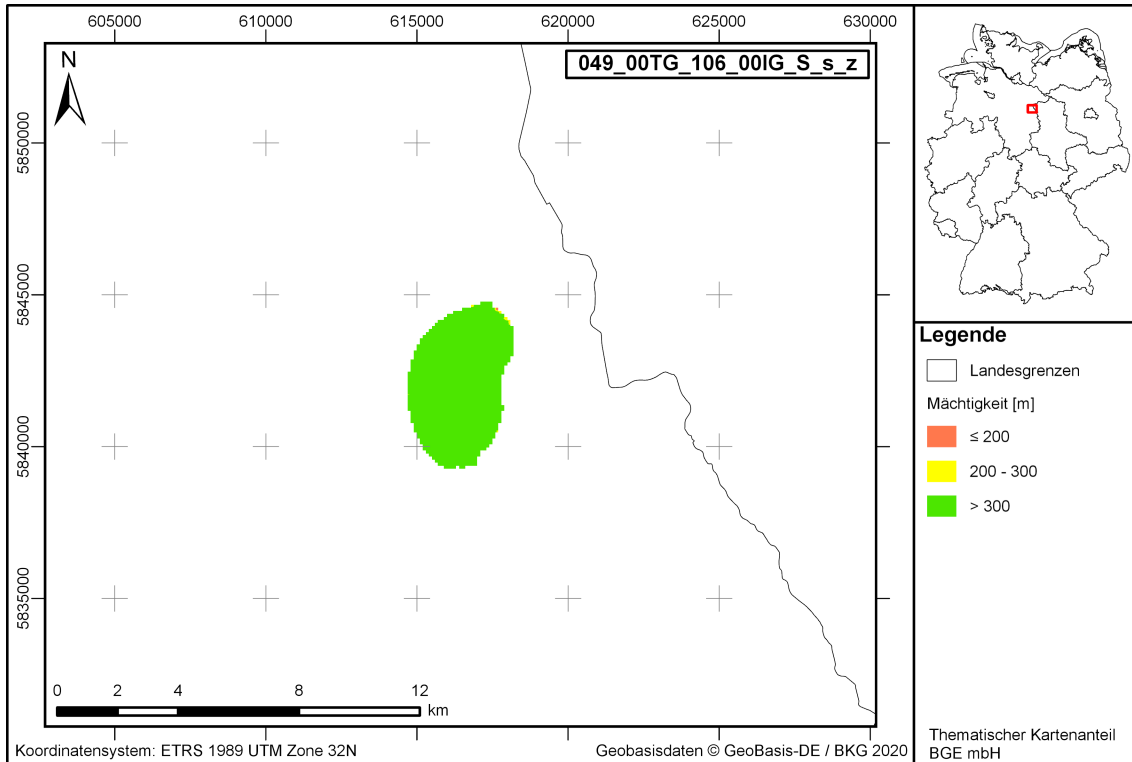 605000
610000
615000
620000
625000
630000
049_00TG_106_00IG_S_s_z
N
5850000
5845000
5840000
5835000
0
2
4
8
12
km
Koordinatensystem: ETRS 1989 UTM Zone 32N
Geobasisdaten © GeoBasis-DE / BKG 2020
Legende
Landesgrenzen
Mächtigkeit [m]
≤ 200
200 - 300
> 300
Thematischer Kartenanteil
BGE mbH